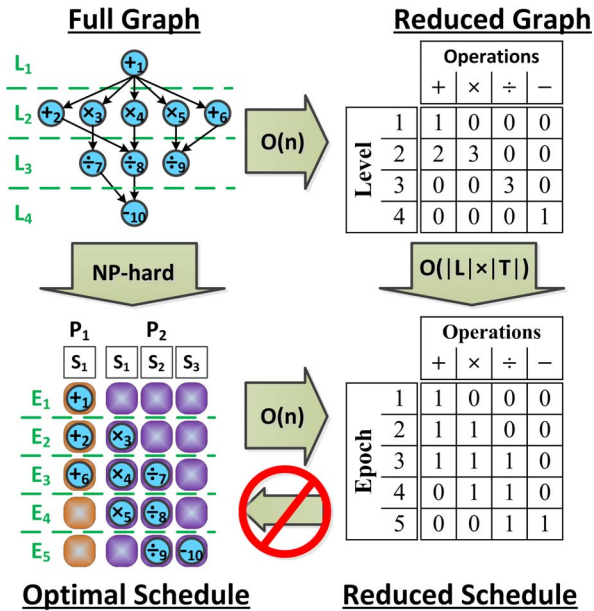 Full Graph
L1
+1
L2
+2 ×3 ×4 ×5 +6
L3
÷7 ÷8 ÷9
L4
-10
O(n)
Reduced Graph
Operations
+ × ÷ −
Level
1 1 0 0 0
2 2 3 0 0
3 0 0 3 0
4 0 0 0 1
NP-hard
O(|L|×|T|)
P1 P2
S1 S1 S2 S3
E1 +1
E2 +2 ×3
E3 +6 ×4 ÷7
E4 ×5 ÷8
E5 ÷9 -10
Optimal Schedule
O(n)
Operations
+ × ÷ −
Epoch
1 1 0 0 0
2 1 1 0 0
3 1 1 1 0
4 0 1 1 0
5 0 0 1 1
Reduced Schedule